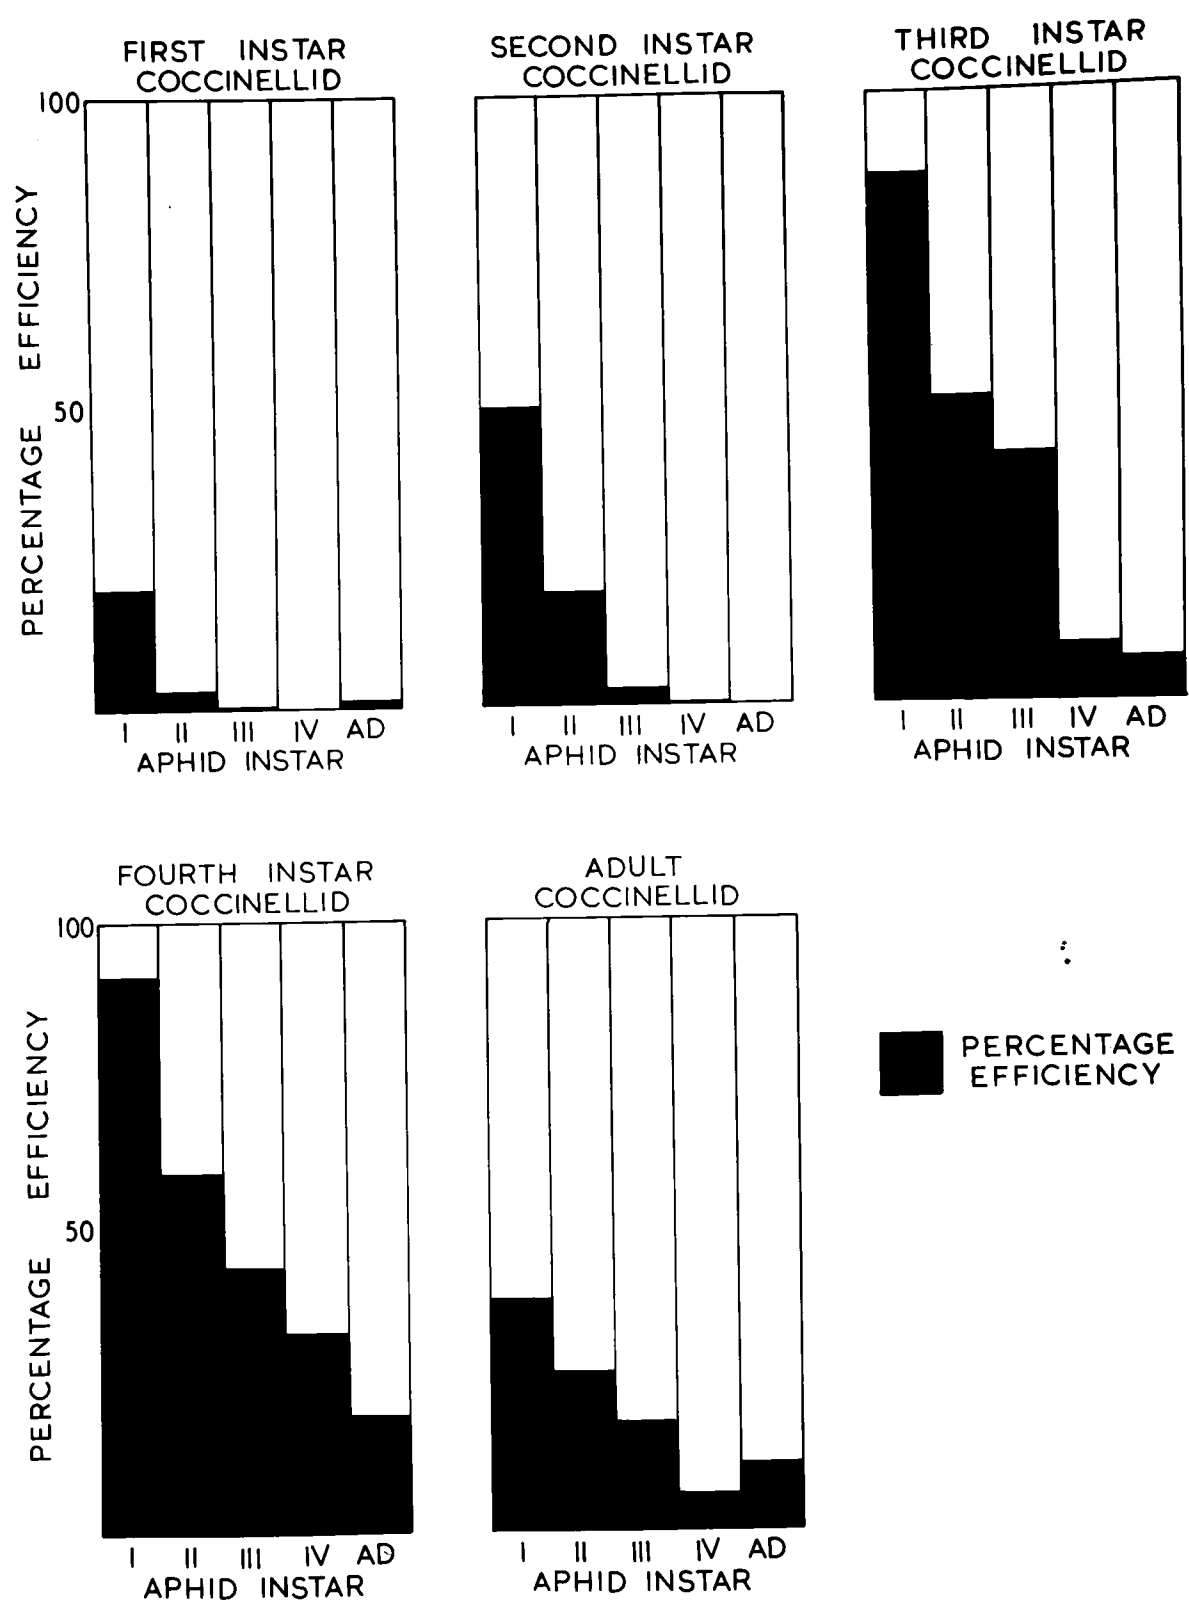 FIRST INSTAR
COCCINELLID
SECOND INSTAR
COCCINELLID
THIRD INSTAR
COCCINELLID
100
50
PERCENTAGE EFFICIENCY
I II III IV AD
APHID INSTAR
I II III IV AD
APHID INSTAR
I II III IV AD
APHID INSTAR
FOURTH INSTAR
COCCINELLID
ADULT
COCCINELLID
100
50
PERCENTAGE EFFICIENCY
PERCENTAGE
EFFICIENCY
I II III IV AD
APHID INSTAR
I II III IV AD
APHID INSTAR